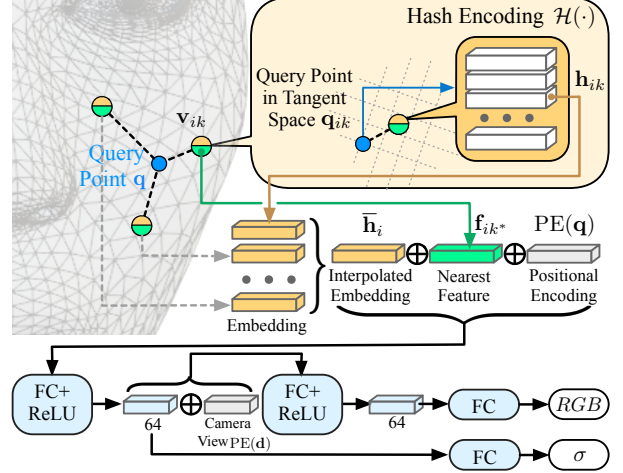 Hash Encoding 𝓗(·)
Query Point
in Tangent
Space q_ik
h_ik
v_ik
Query
Point q
h̅_i
f_ik*
PE(q)
Interpolated
Embedding
Nearest
Feature
Positional
Encoding
Embedding
FC+
ReLU
64
Camera
View PE(d)
FC+
ReLU
64
FC
RGB
FC
σ